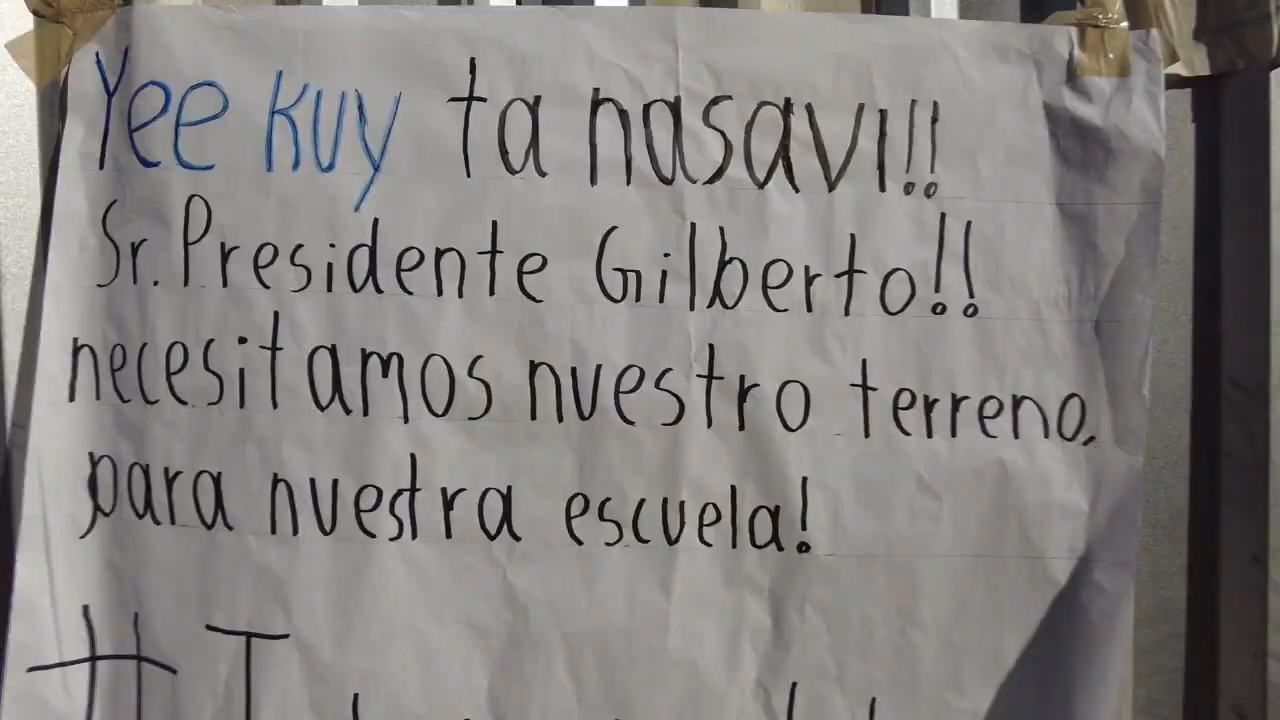 Yee kuy ta nasavi!!
Sr. Presidente Gilberto!!
necesitamos nuestro terreno.
para nuestra escuela!